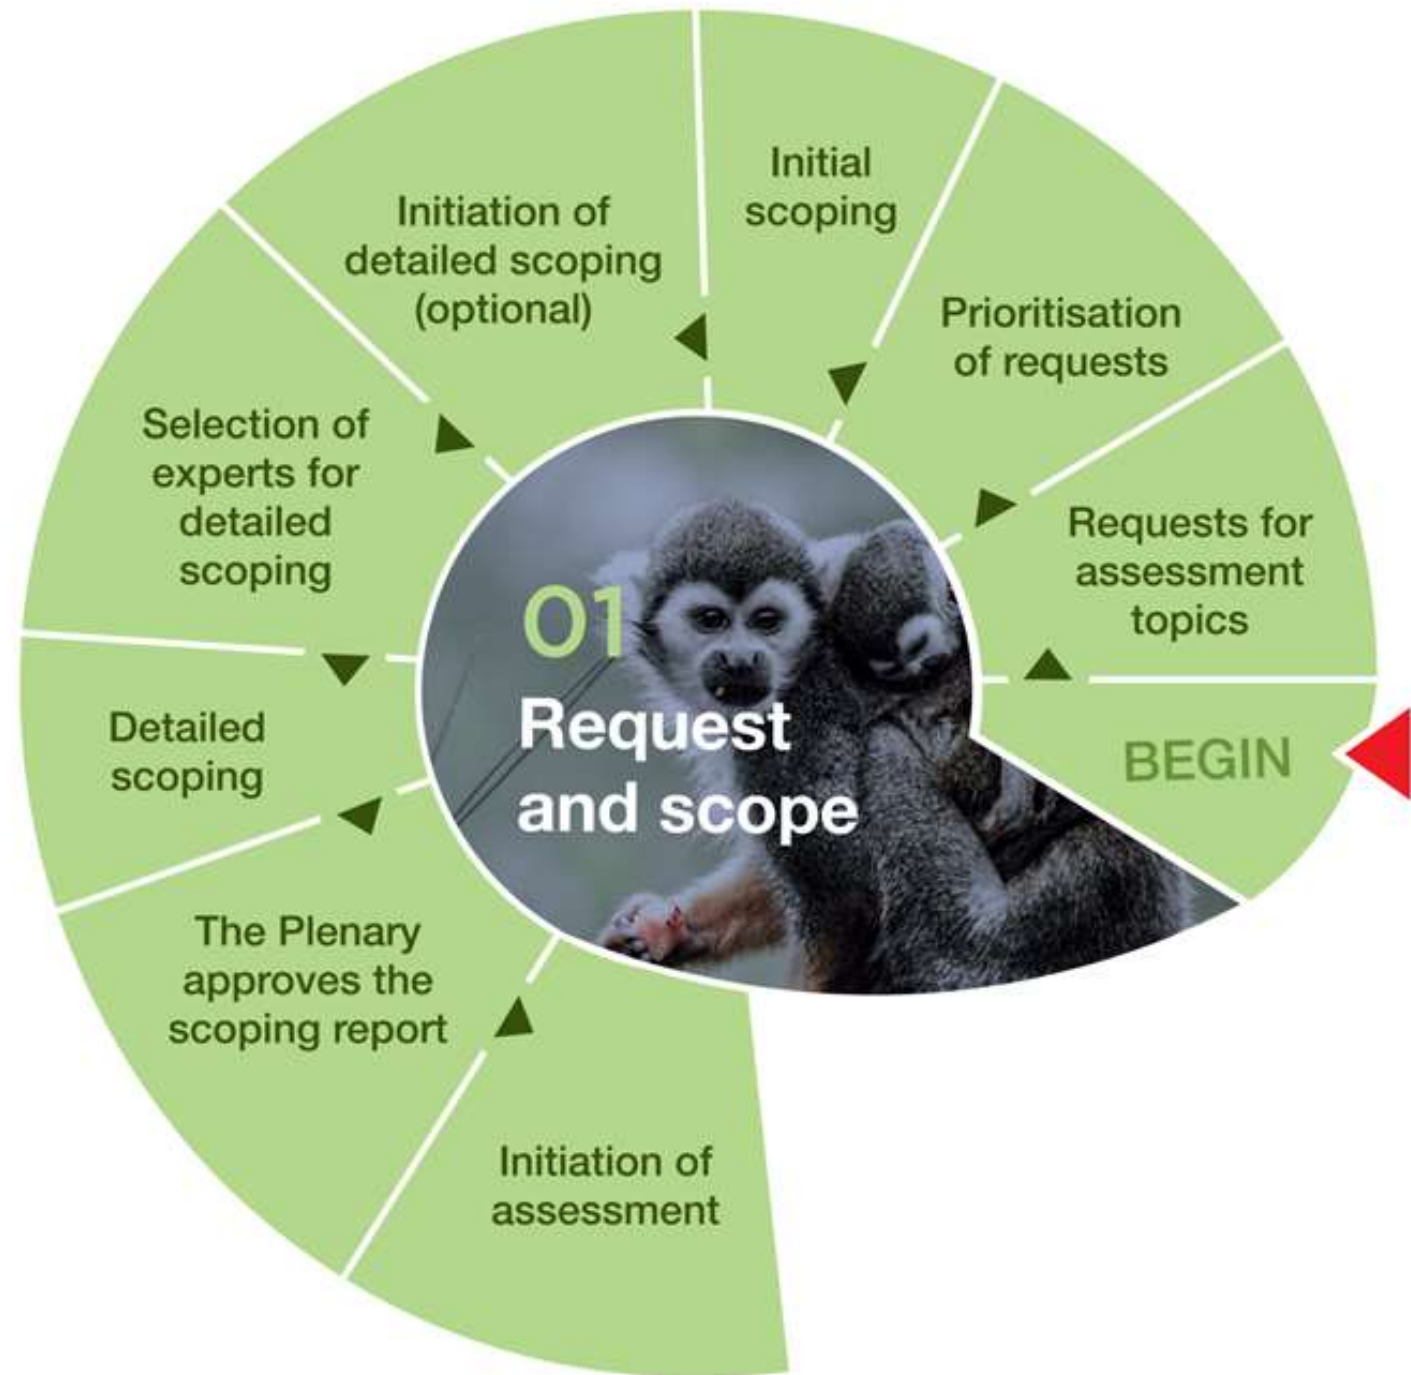 01
Request
and scope
BEGIN
Requests for
assessment
topics
Prioritisation
of requests
Initial
scoping
Initiation of
detailed scoping
(optional)
Selection of
experts for
detailed
scoping
Detailed
scoping
The Plenary
approves the
scoping report
Initiation of
assessment